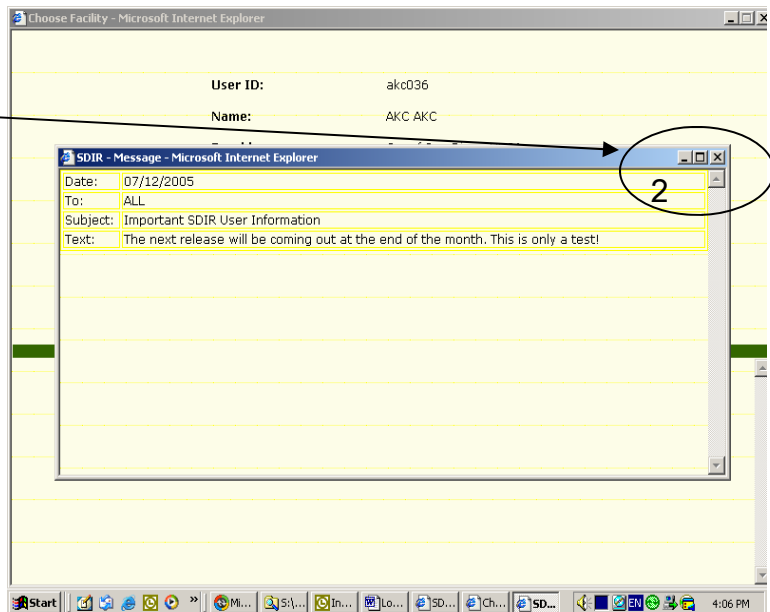 Choose Facility - Microsoft Internet Explorer
User ID: akc036
Name: AKC AKC
SDIR - Message - Microsoft Internet Explorer
2
Date: 07/12/2005
To: ALL
Subject: Important SDIR User Information
Text: The next release will be coming out at the end of the month. This is only a test!
Start » Mi... S:\... In... Lo... SD... Ch... SD... EN 4:06 PM